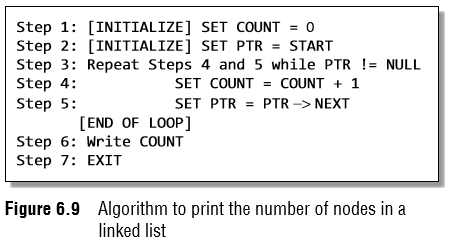 Step 1: [INITIALIZE] SET COUNT = 0
Step 2: [INITIALIZE] SET PTR = START
Step 3: Repeat Steps 4 and 5 while PTR != NULL
Step 4: SET COUNT = COUNT + 1
Step 5: SET PTR = PTR –> NEXT
[END OF LOOP]
Step 6: Write COUNT
Step 7: EXIT
Figure 6.9 Algorithm to print the number of nodes in a
linked list